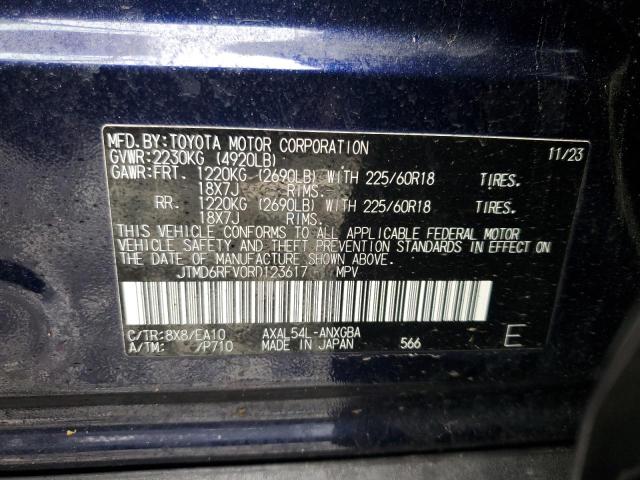 MFD.BY:TOYOTA MOTOR CORPORATION 11/23
GVWR:2230KG (4920LB)
GAWR:FRT. 1220KG (2690LB) WITH 225/60R18 TIRES.
18X7J RIMS.
RR. 1220KG (2690LB) WITH 225/60R18 TIRES.
18X7J RIMS.
THIS VEHICLE CONFORMS TO ALL APPLICABLE FEDERAL MOTOR
VEHICLE SAFETY AND THEFT PREVENTION STANDARDS IN EFFECT ON
THE DATE OF MANUFACTURE SHOWN ABOVE.
JTMD6RFV0RD123617 MPV
C/TR:8X8/EA10 AXAL54L-ANXGBA
A/TM: /P710 MADE IN JAPAN 566 E